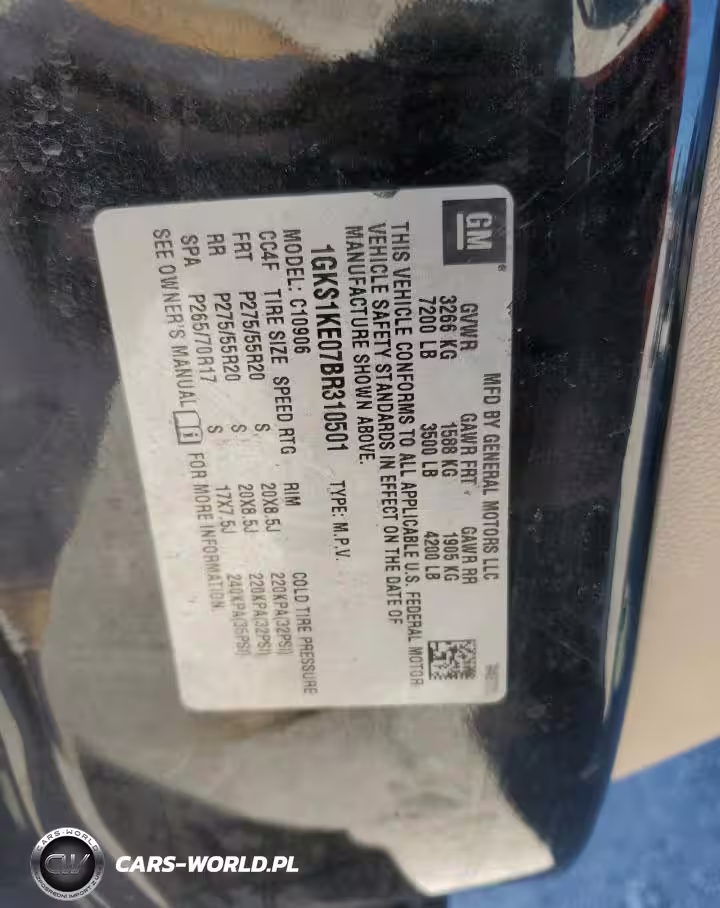 GM
MFD BY GENERAL MOTORS LLC
GVWR GAWR FRT GAWR RR
3266 KG 1588 KG 1905 KG
7200 LB 3500 LB 4200 LB
THIS VEHICLE CONFORMS TO ALL APPLICABLE U.S. FEDERAL MOTOR
VEHICLE SAFETY STANDARDS IN EFFECT ON THE DATE OF
MANUFACTURE SHOWN ABOVE.
1GKS1KE07BR310501 TYPE: M.P.V.
MODEL: C10906
CC4F TIRE SIZE SPEED RTG RIM COLD TIRE PRESSURE
FRT P275/55R20 S 20X8.5J 220KPA(32PSI)
RR P275/55R20 S 20X8.5J 220KPA(32PSI)
SPA P265/70R17 17X7.5J 240KPA(35PSI)
SEE OWNER'S MANUAL FOR MORE INFORMATION.
CARS-WORLD
CW
CARS-WORLD.PL